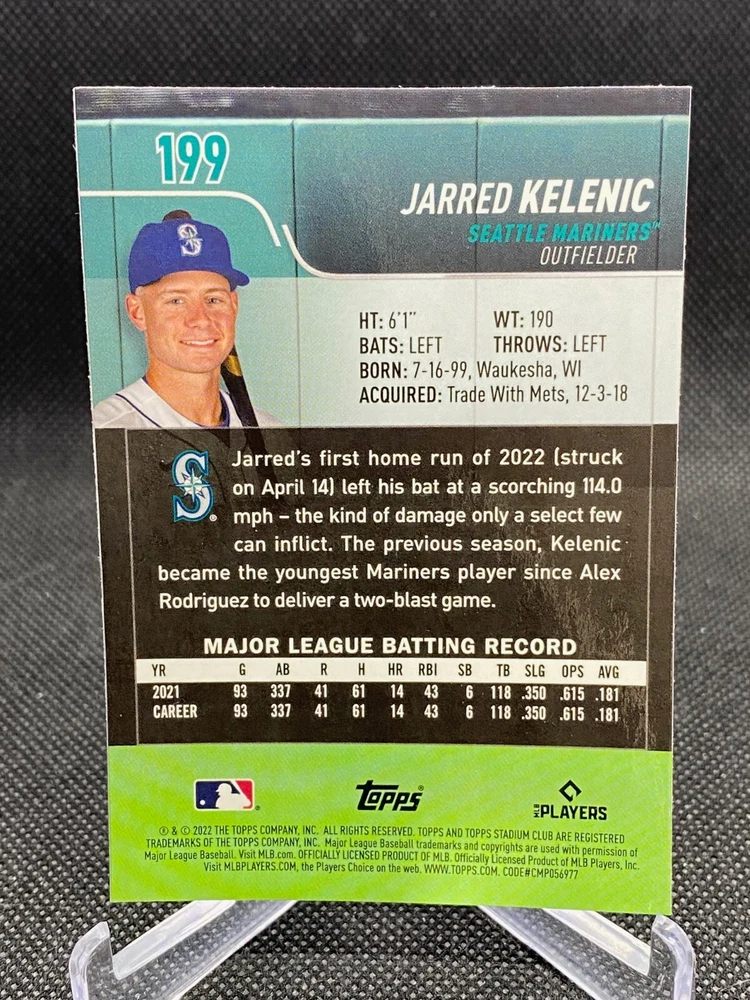 199
JARRED KELENIC
SEATTLE MARINERS™
OUTFIELDER
S
HT: 6'1" WT: 190
BATS: LEFT THROWS: LEFT
BORN: 7-16-99, Waukesha, WI
ACQUIRED: Trade With Mets, 12-3-18
S®
Jarred's first home run of 2022 (struck
on April 14) left his bat at a scorching 114.0
mph – the kind of damage only a select few
can inflict. The previous season, Kelenic
became the youngest Mariners player since Alex
Rodriguez to deliver a two-blast game.
MAJOR LEAGUE BATTING RECORD
YR G AB R H HR RBI SB TB SLG OPS AVG
2021 93 337 41 61 14 43 6 118 .350 .615 .181
CAREER 93 337 41 61 14 43 6 118 .350 .615 .181
topps® MLB PLAYERS
® & © 2022 THE TOPPS COMPANY, INC. ALL RIGHTS RESERVED. TOPPS AND TOPPS STADIUM CLUB ARE REGISTERED
TRADEMARKS OF THE TOPPS COMPANY, INC. Major League Baseball trademarks and copyrights are used with permission of
Major League Baseball. Visit MLB.com. OFFICIALLY LICENSED PRODUCT OF MLB. Officially Licensed Product of MLB Players, Inc.
Visit MLBPLAYERS.COM, the Players Choice on the web. WWW.TOPPS.COM. CODE#CMP056977